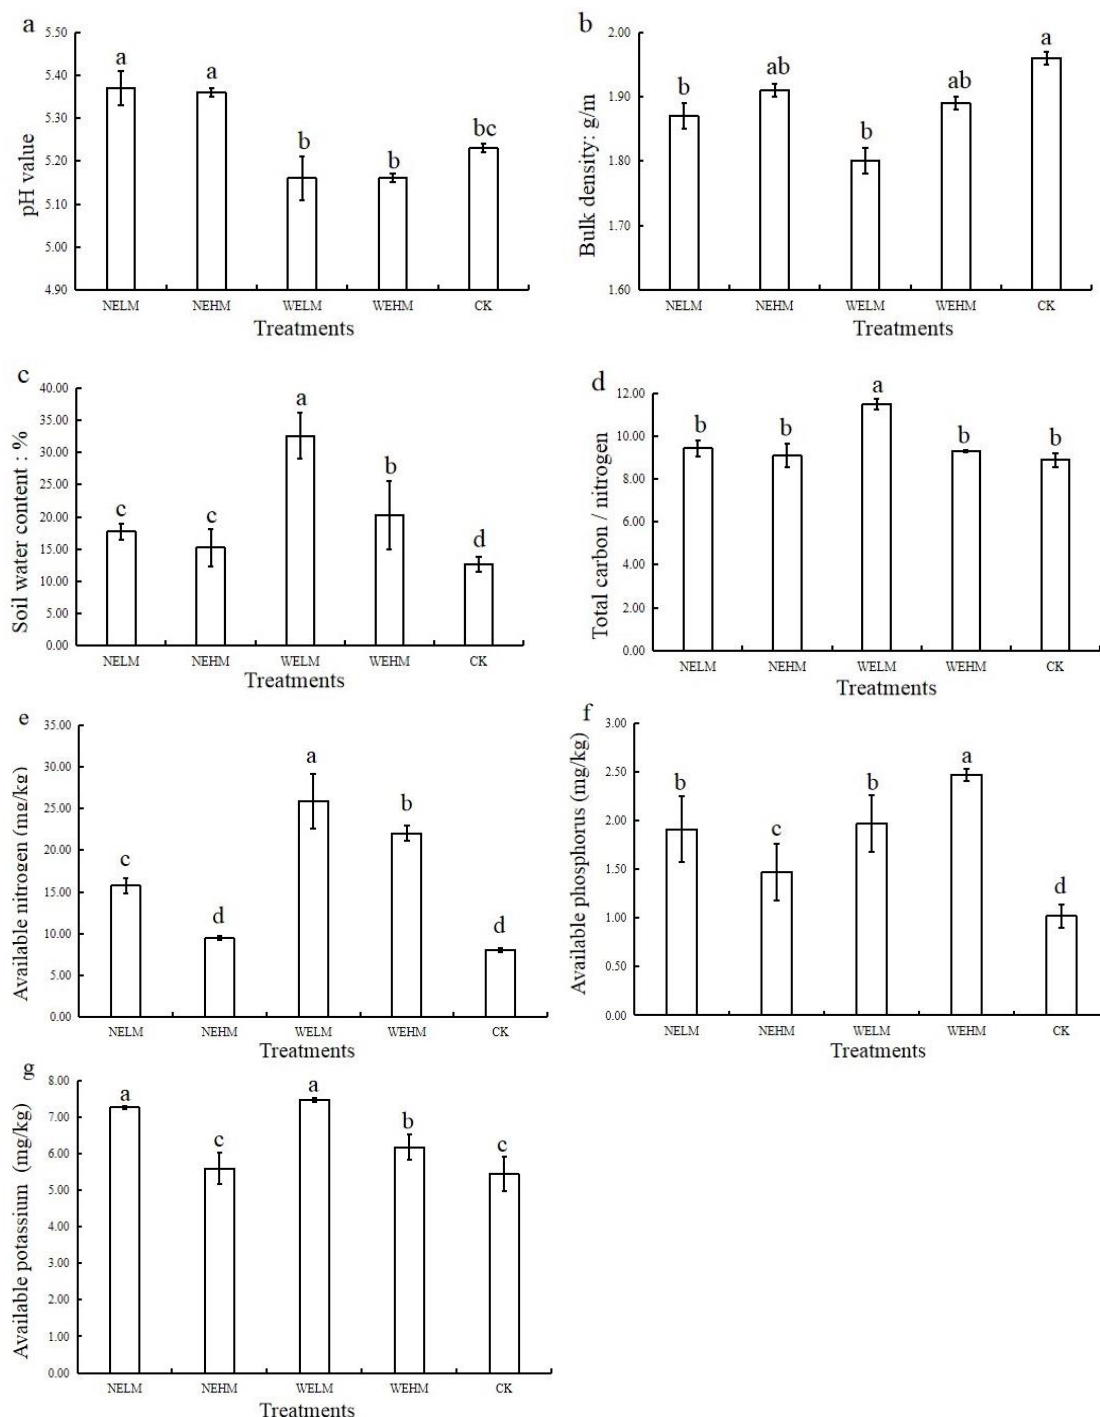 a
5.50
5.40
5.30
5.20
5.10
5.00
4.90
pH value
a
a
b
b
bc
NELM
NEHM
WELM
WEHM
CK
Treatments
b
2.00
1.90
1.80
1.70
1.60
Bulk density: g/m
b
ab
b
ab
a
NELM
NEHM
WELM
WEHM
CK
Treatments
c
40.00
35.00
30.00
25.00
20.00
15.00
10.00
5.00
0.00
Soil water content : %
c
c
a
b
d
NELM
NEHM
WELM
WEHM
CK
Treatments
d
12.00
10.00
8.00
6.00
4.00
2.00
0.00
Total carbon / nitrogen
b
b
a
b
b
NELM
NEHM
WELM
WEHM
CK
Treatments
e
35.00
30.00
25.00
20.00
15.00
10.00
5.00
0.00
Available nitrogen (mg/kg)
c
d
a
b
d
NELM
NEHM
WELM
WEHM
CK
Treatments
f
3.00
2.50
2.00
1.50
1.00
0.50
0.00
Available phosphorus (mg/kg)
b
c
b
a
d
NELM
NEHM
WELM
WEHM
CK
Treatments
g
8.00
7.00
6.00
5.00
4.00
3.00
2.00
1.00
0.00
Available potassium (mg/kg)
a
c
a
b
c
NELM
NEHM
WELM
WEHM
CK
Treatments